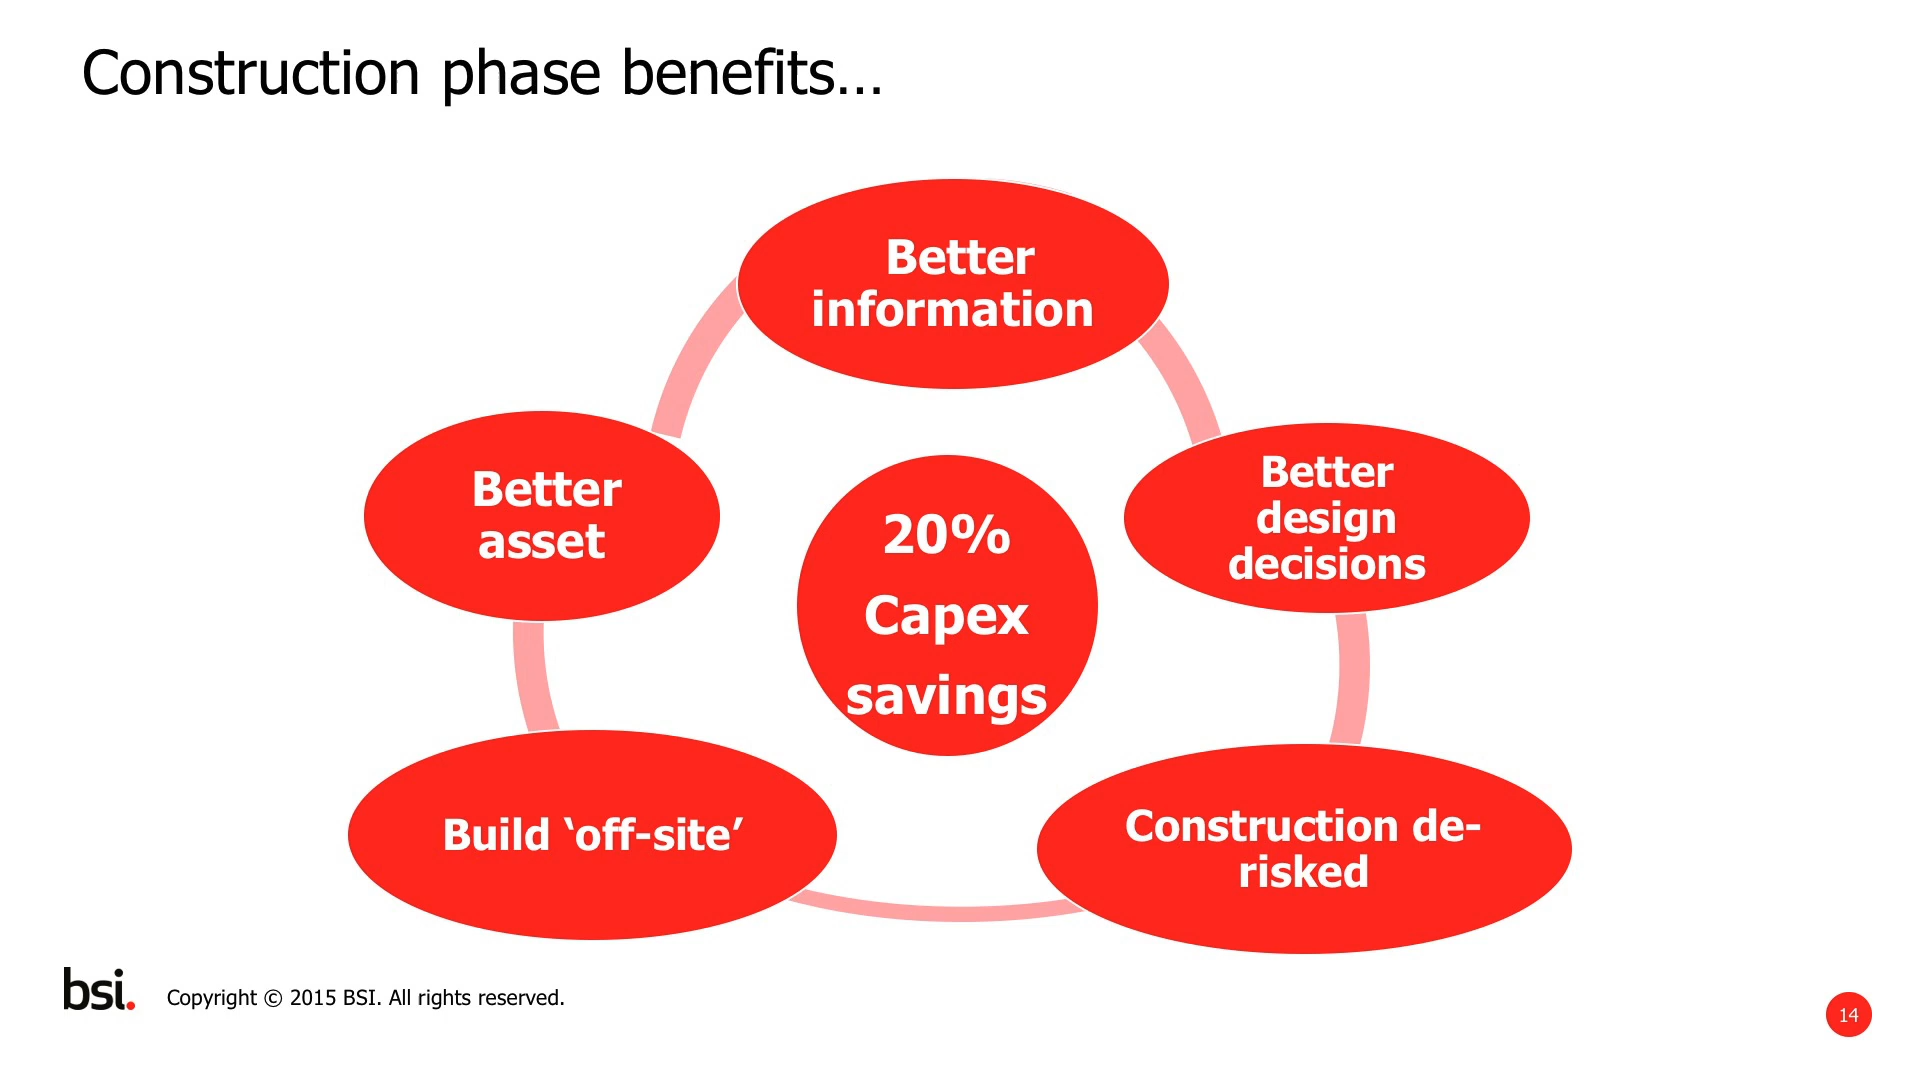 Construction phase benefits…
Better
information
Better
design
decisions
Construction de-
risked
Build ‘off-site’
Better
asset
20%
Capex
savings
bsi.
Copyright © 2015 BSI. All rights reserved.
14